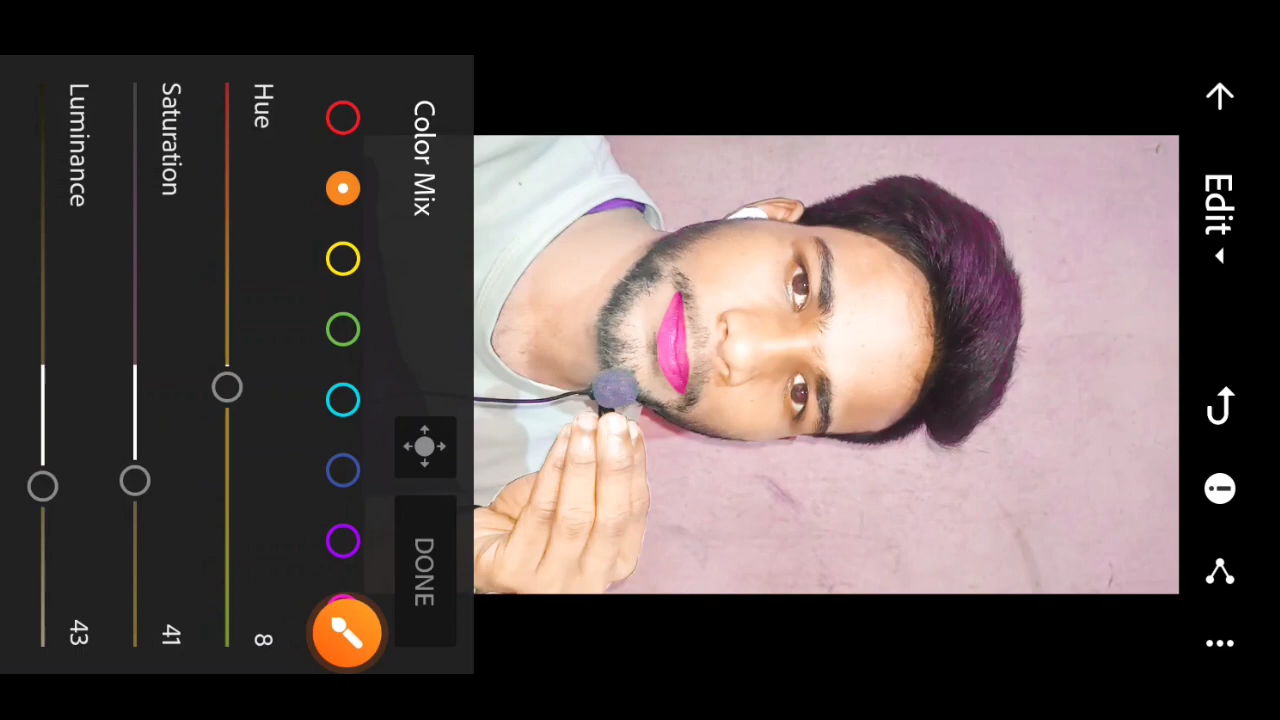 Edit
Color Mix
DONE
Hue 8
Saturation 41
Luminance 43